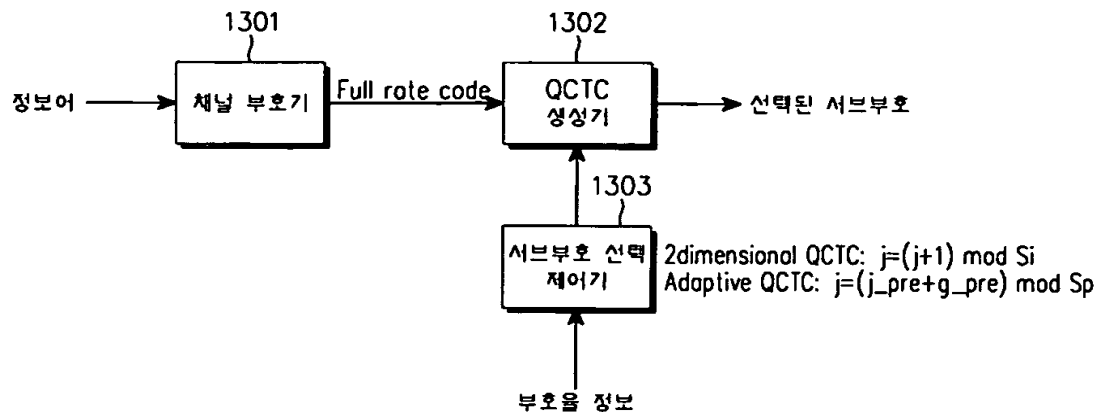 1301
1302
정보어
채널 부호기
Full rate code
QCTC
생성기
선택된 서브부호
1303
서브부호 선택
제어기
2dimensional QCTC: j=(j+1) mod Si
Adaptive QCTC: j=(j_pre+g_pre) mod Sp
부호율 정보